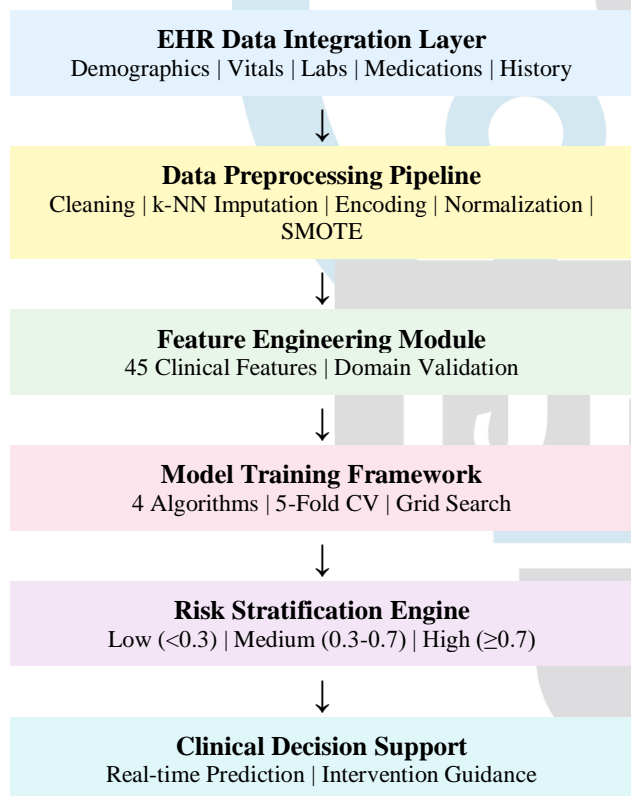 EHR Data Integration Layer
Demographics | Vitals | Labs | Medications | History
↓
Data Preprocessing Pipeline
Cleaning | k-NN Imputation | Encoding | Normalization |
SMOTE
↓
Feature Engineering Module
45 Clinical Features | Domain Validation
↓
Model Training Framework
4 Algorithms | 5-Fold CV | Grid Search
↓
Risk Stratification Engine
Low (<0.3) | Medium (0.3-0.7) | High (≥0.7)
↓
Clinical Decision Support
Real-time Prediction | Intervention Guidance